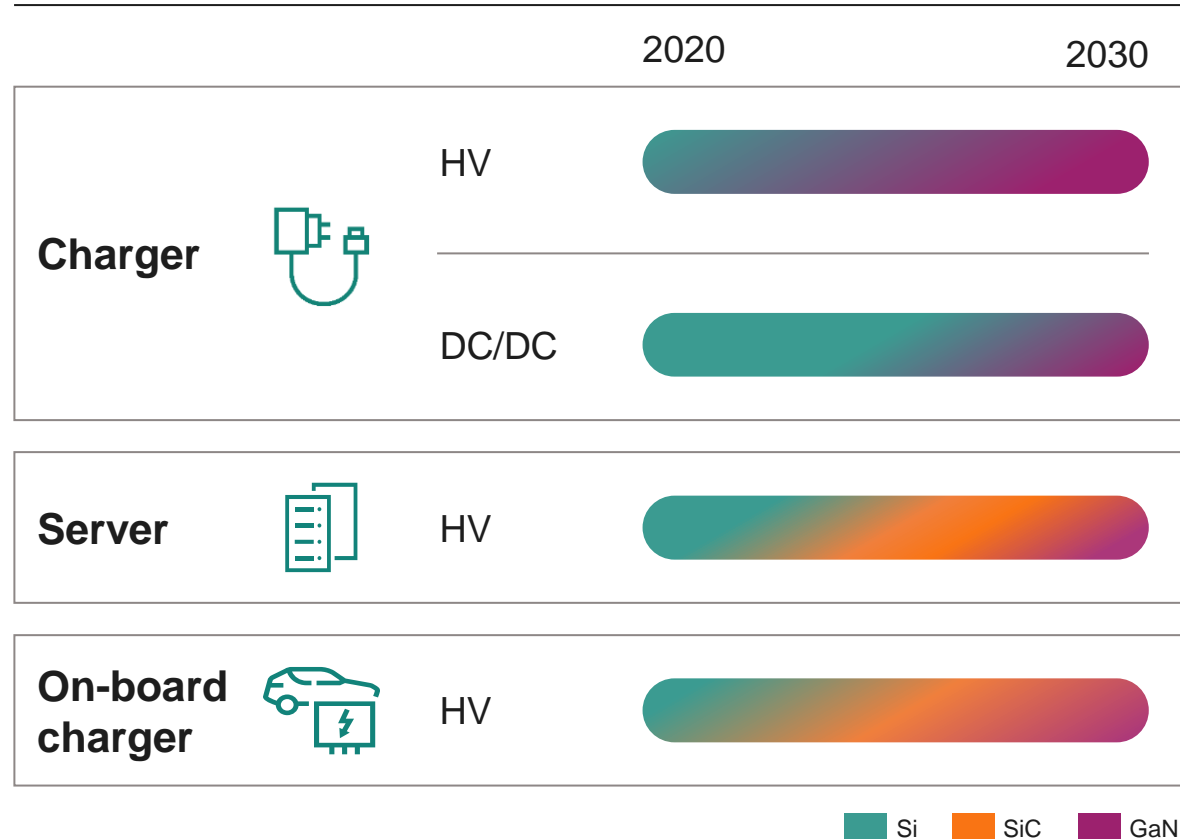 2020
2030
Charger
HV
DC/DC
Server
HV
On-board
charger
HV
Si
SiC
GaN